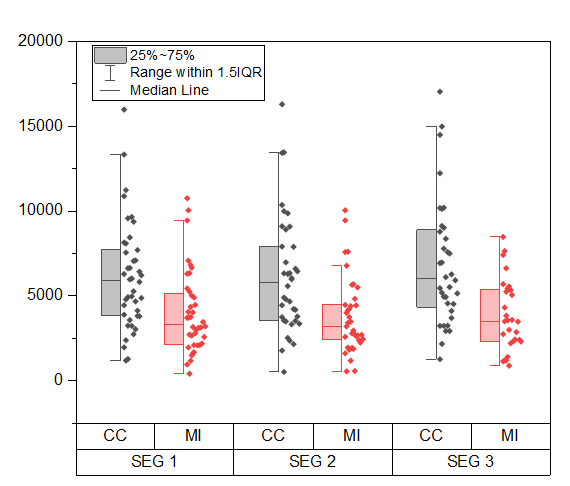 20000
25%~75%
Range within 1.5IQR
Median Line
15000
10000
5000
0
CC MI CC MI CC MI
SEG 1 SEG 2 SEG 3